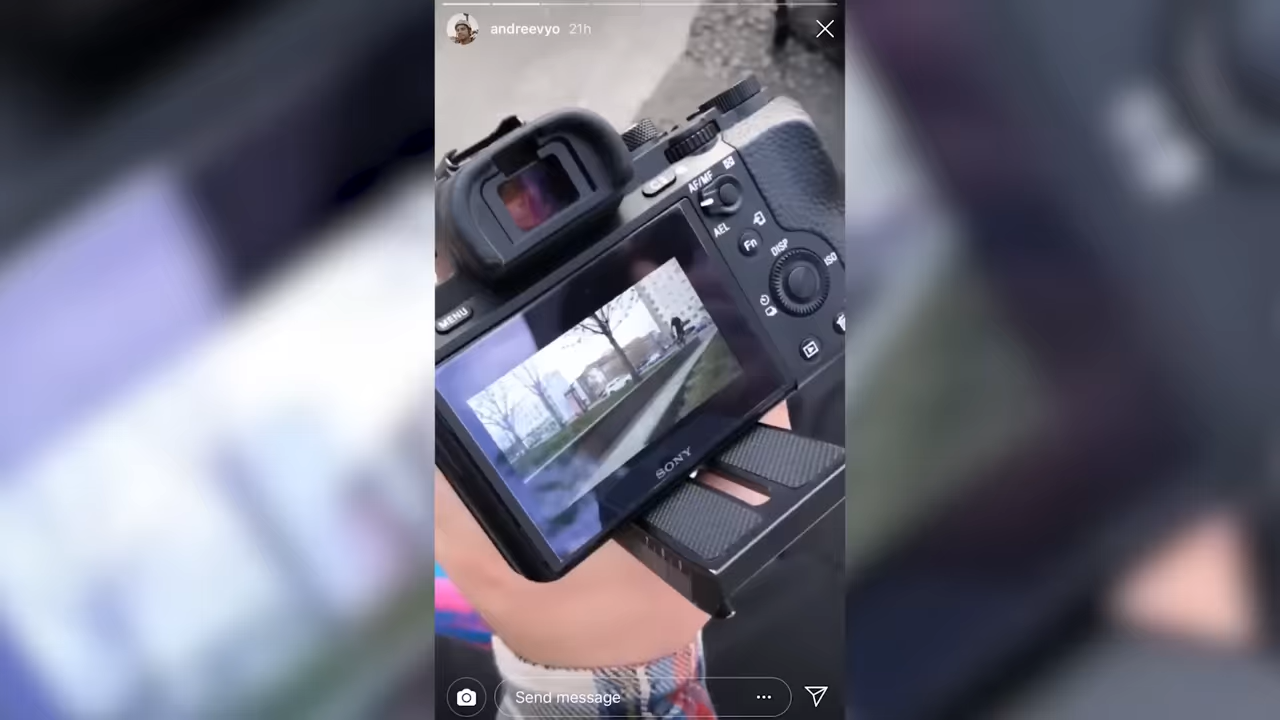 andreevyo 21h
AF/MF
AEL
Fn
DISP
ISO
MENU
SONY
Send message